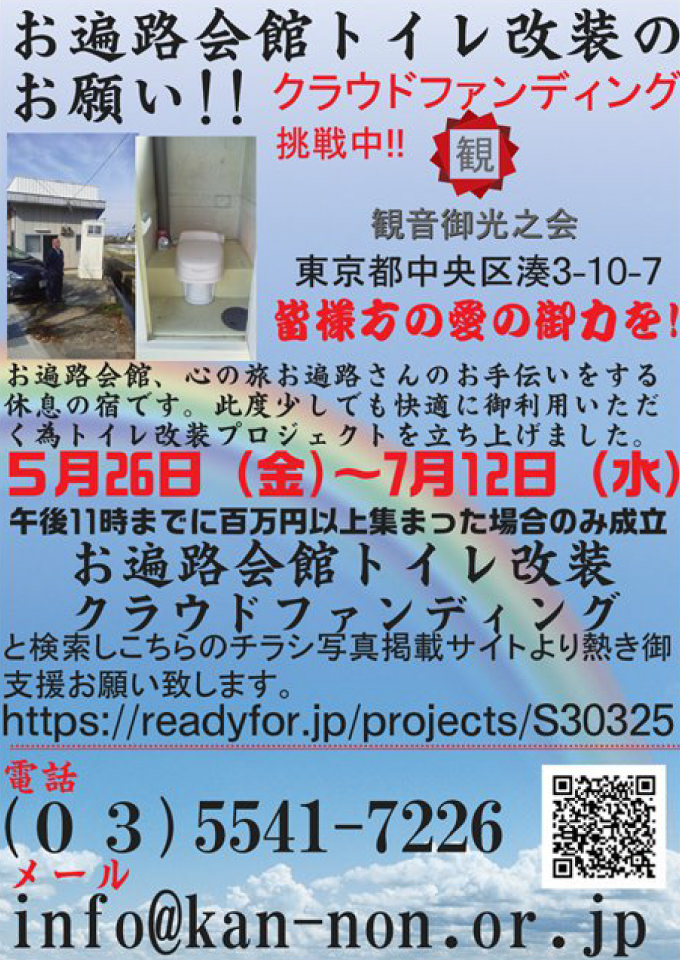 お遍路会館トイレ改装の
お願い!!
クラウドファンディング
挑戦中!!
観
観音御光之会
東京都中央区湊3-10-7
皆様方の愛の御力を!
お遍路会館、心の旅お遍路さんのお手伝いをする
休息の宿です。此度少しでも快適に御利用いただ
く為トイレ改装プロジェクトを立ち上げました。
5月26日（金）～7月12日（水）
午後11時までに百万円以上集まった場合のみ成立
お遍路会館トイレ改装
クラウドファンディング
と検索しこちらのチラシ写真掲載サイトより熱き御
支援お願い致します。
https://readyfor.jp/projects/S30325
電話
(03)5541-7226
メール
info@kan-non.or.jp